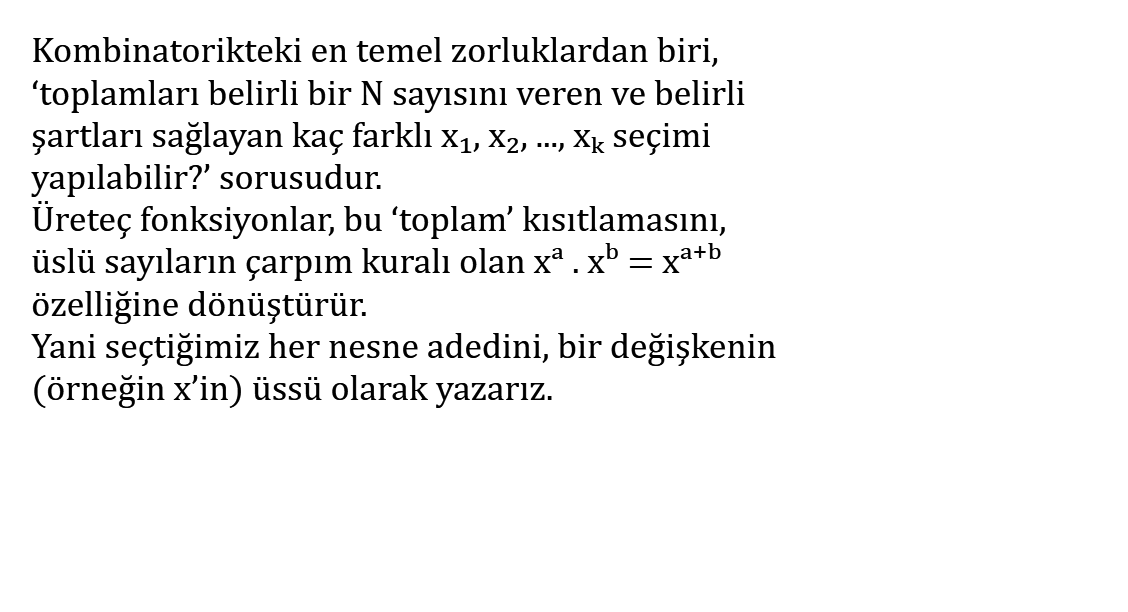 Kombinatorikteki en temel zorluklardan biri,
‘toplamları belirli bir N sayısını veren ve belirli
şartları sağlayan kaç farklı x₁, x₂, ..., xₖ seçimi
yapılabilir?’ sorusudur.
Üreteç fonksiyonlar, bu ‘toplam’ kısıtlamasını,
üslü sayıların çarpım kuralı olan xᵃ . xᵇ = xᵃ⁺ᵇ
özelliğine dönüştürür.
Yani seçtiğimiz her nesne adedini, bir değişkenin
(örneğin x’in) üssü olarak yazarız.